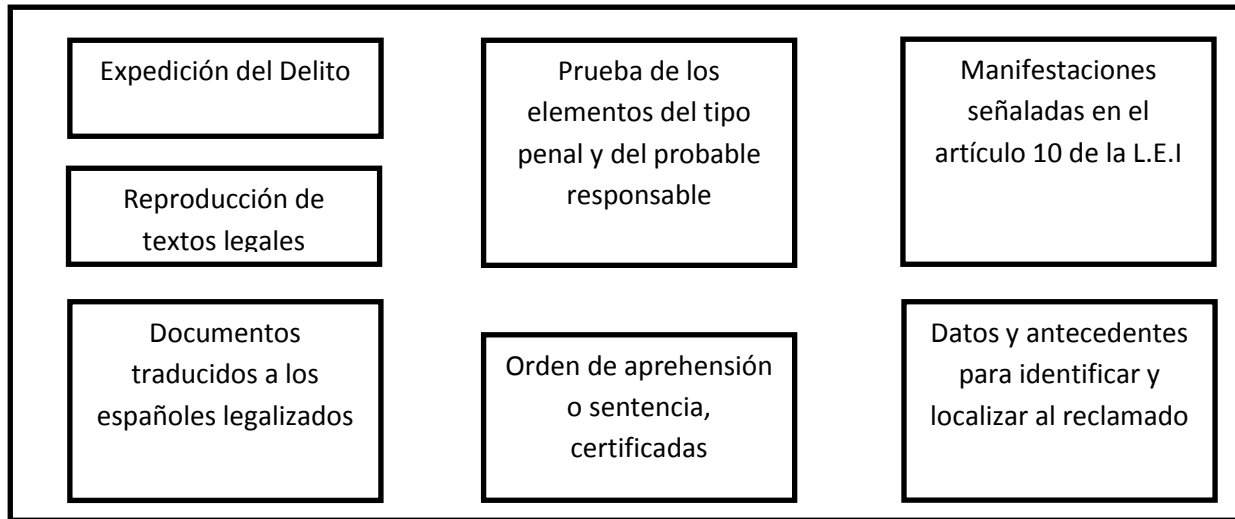 Expedición del Delito
Prueba de los
elementos del tipo
penal y del probable
responsable
Manifestaciones
señaladas en el
artículo 10 de la L.E.I
Reproducción de
textos legales
Documentos
traducidos a los
españoles legalizados
Orden de aprehensión
o sentencia,
certificadas
Datos y antecedentes
para identificar y
localizar al reclamado